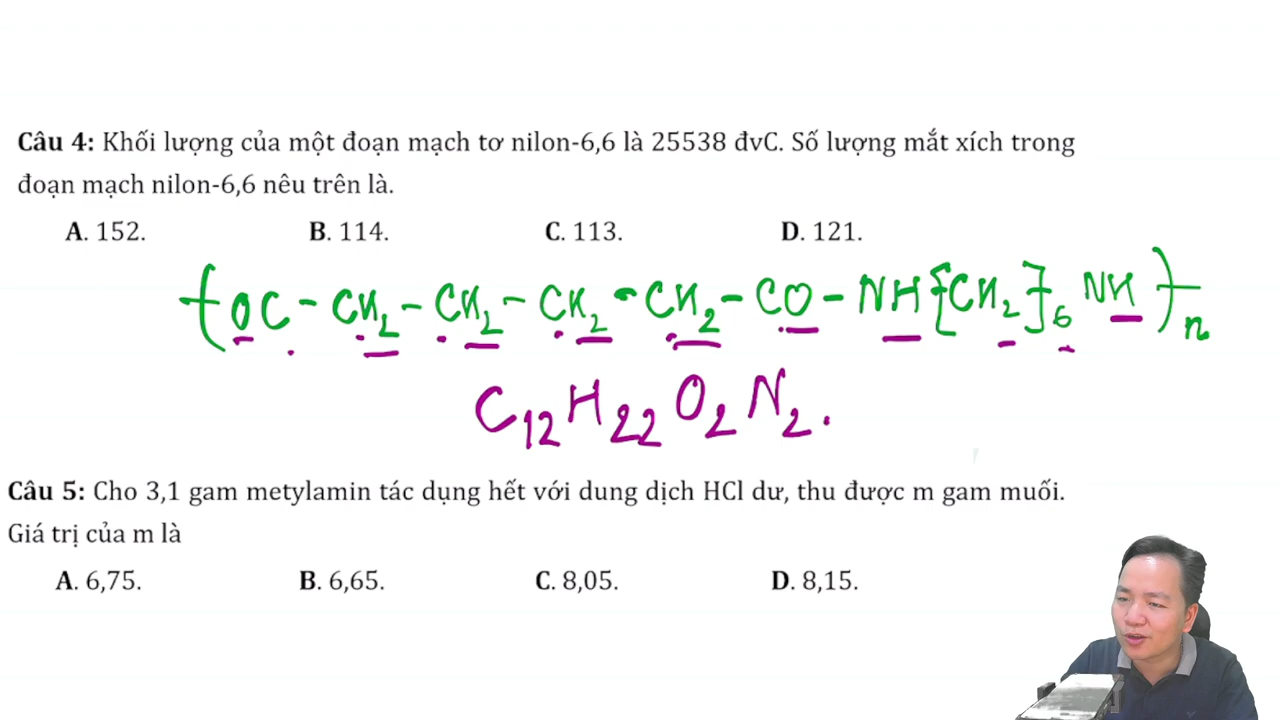 Câu 4: Khối lượng của một đoạn mạch tơ nilon-6,6 là 25538 đvC. Số lượng mắt xích trong
đoạn mạch nilon-6,6 nêu trên là.
A. 152. B. 114. C. 113. D. 121.
(OC - CH2 - CH2 - CH2 - CH2 - CO - NH [CH2]6 NH)n
C12H22O2N2.
Câu 5: Cho 3,1 gam metylamin tác dụng hết với dung dịch HCl dư, thu được m gam muối.
Giá trị của m là
A. 6,75. B. 6,65. C. 8,05. D. 8,15.